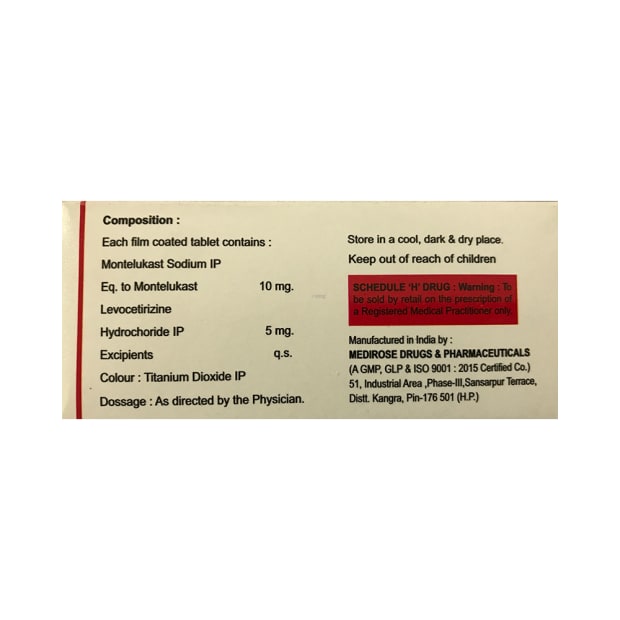 Composition :
Each film coated tablet contains :
Montelukast Sodium IP
Eq. to Montelukast 10 mg.
Levocetirizine
Hydrochoride IP 5 mg.
Excipients q.s.
Colour : Titanium Dioxide IP
Dossage : As directed by the Physician.
Store in a cool, dark & dry place.
Keep out of reach of children
SCHEDULE 'H' DRUG : Warning : To
be sold by retail on the prescription of
a Registered Medical Practitioner only.
Manufactured in India by :
MEDIROSE DRUGS & PHARMACEUTICALS
(A GMP, GLP & ISO 9001 : 2015 Certified Co.)
51, Industrial Area ,Phase-III,Sansarpur Terrace,
Distt. Kangra, Pin-176 501 (H.P.)